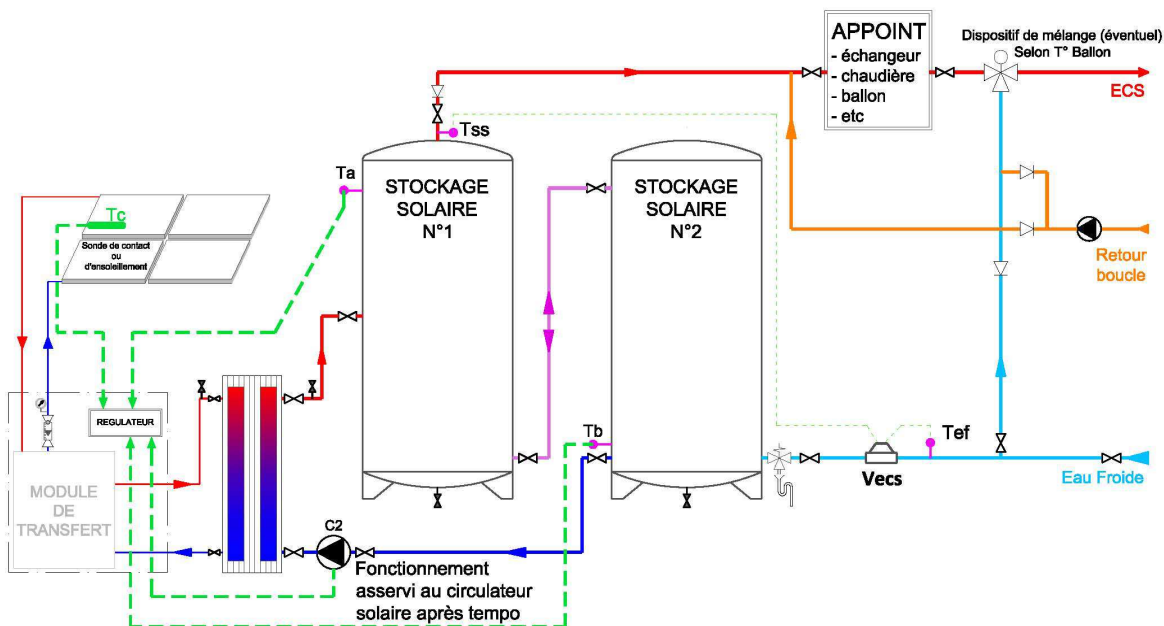 APPOINT
- échangeur
- chaudière
- ballon
- etc
Dispositif de mélange (éventuel)
Selon T° Ballon
ECS
Tss
Ta
STOCKAGE
SOLAIRE
N°1
STOCKAGE
SOLAIRE
N°2
Tc
Sonde de contact
ou
d'ensoleillement
Retour
boucle
REGULATEUR
Tb
Tef
Vecs
Eau Froide
MODULE
DE
TRANSFERT
C2
Fonctionnement
asservi au circulateur
solaire après tempo